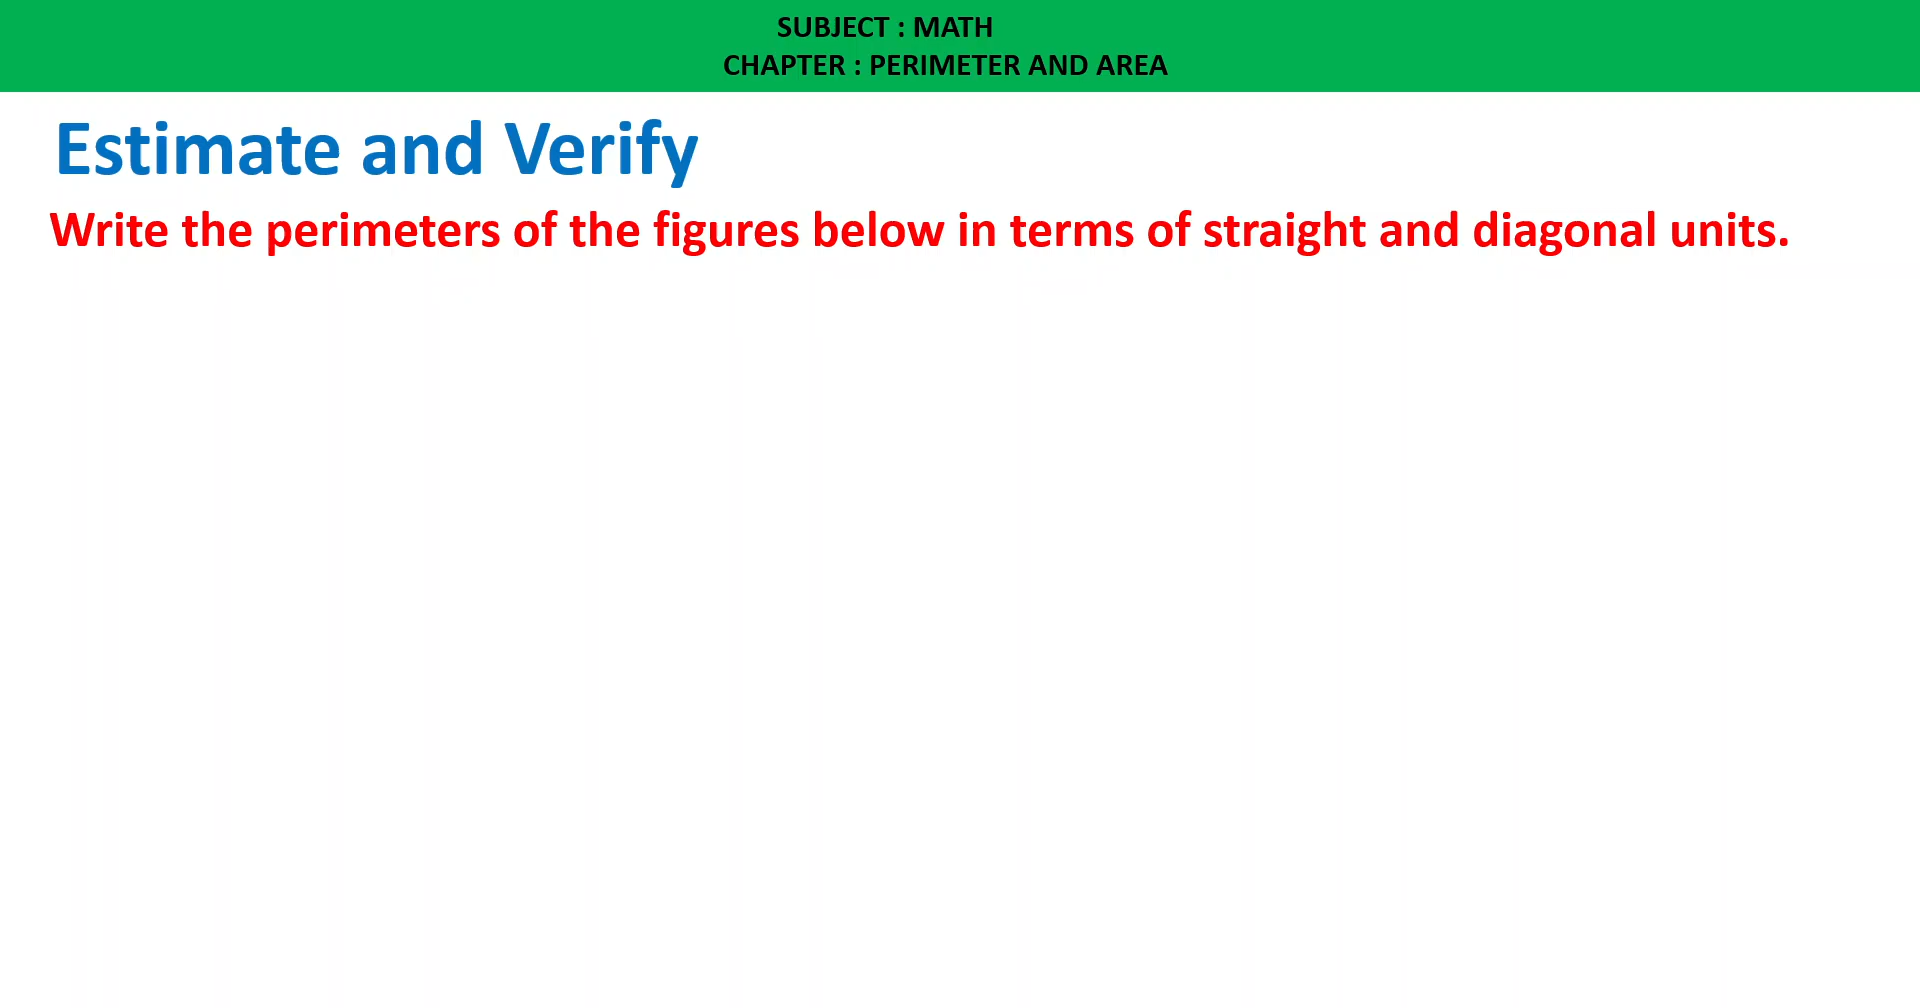 SUBJECT : MATH
CHAPTER : PERIMETER AND AREA
Estimate and Verify
Write the perimeters of the figures below in terms of straight and diagonal units.